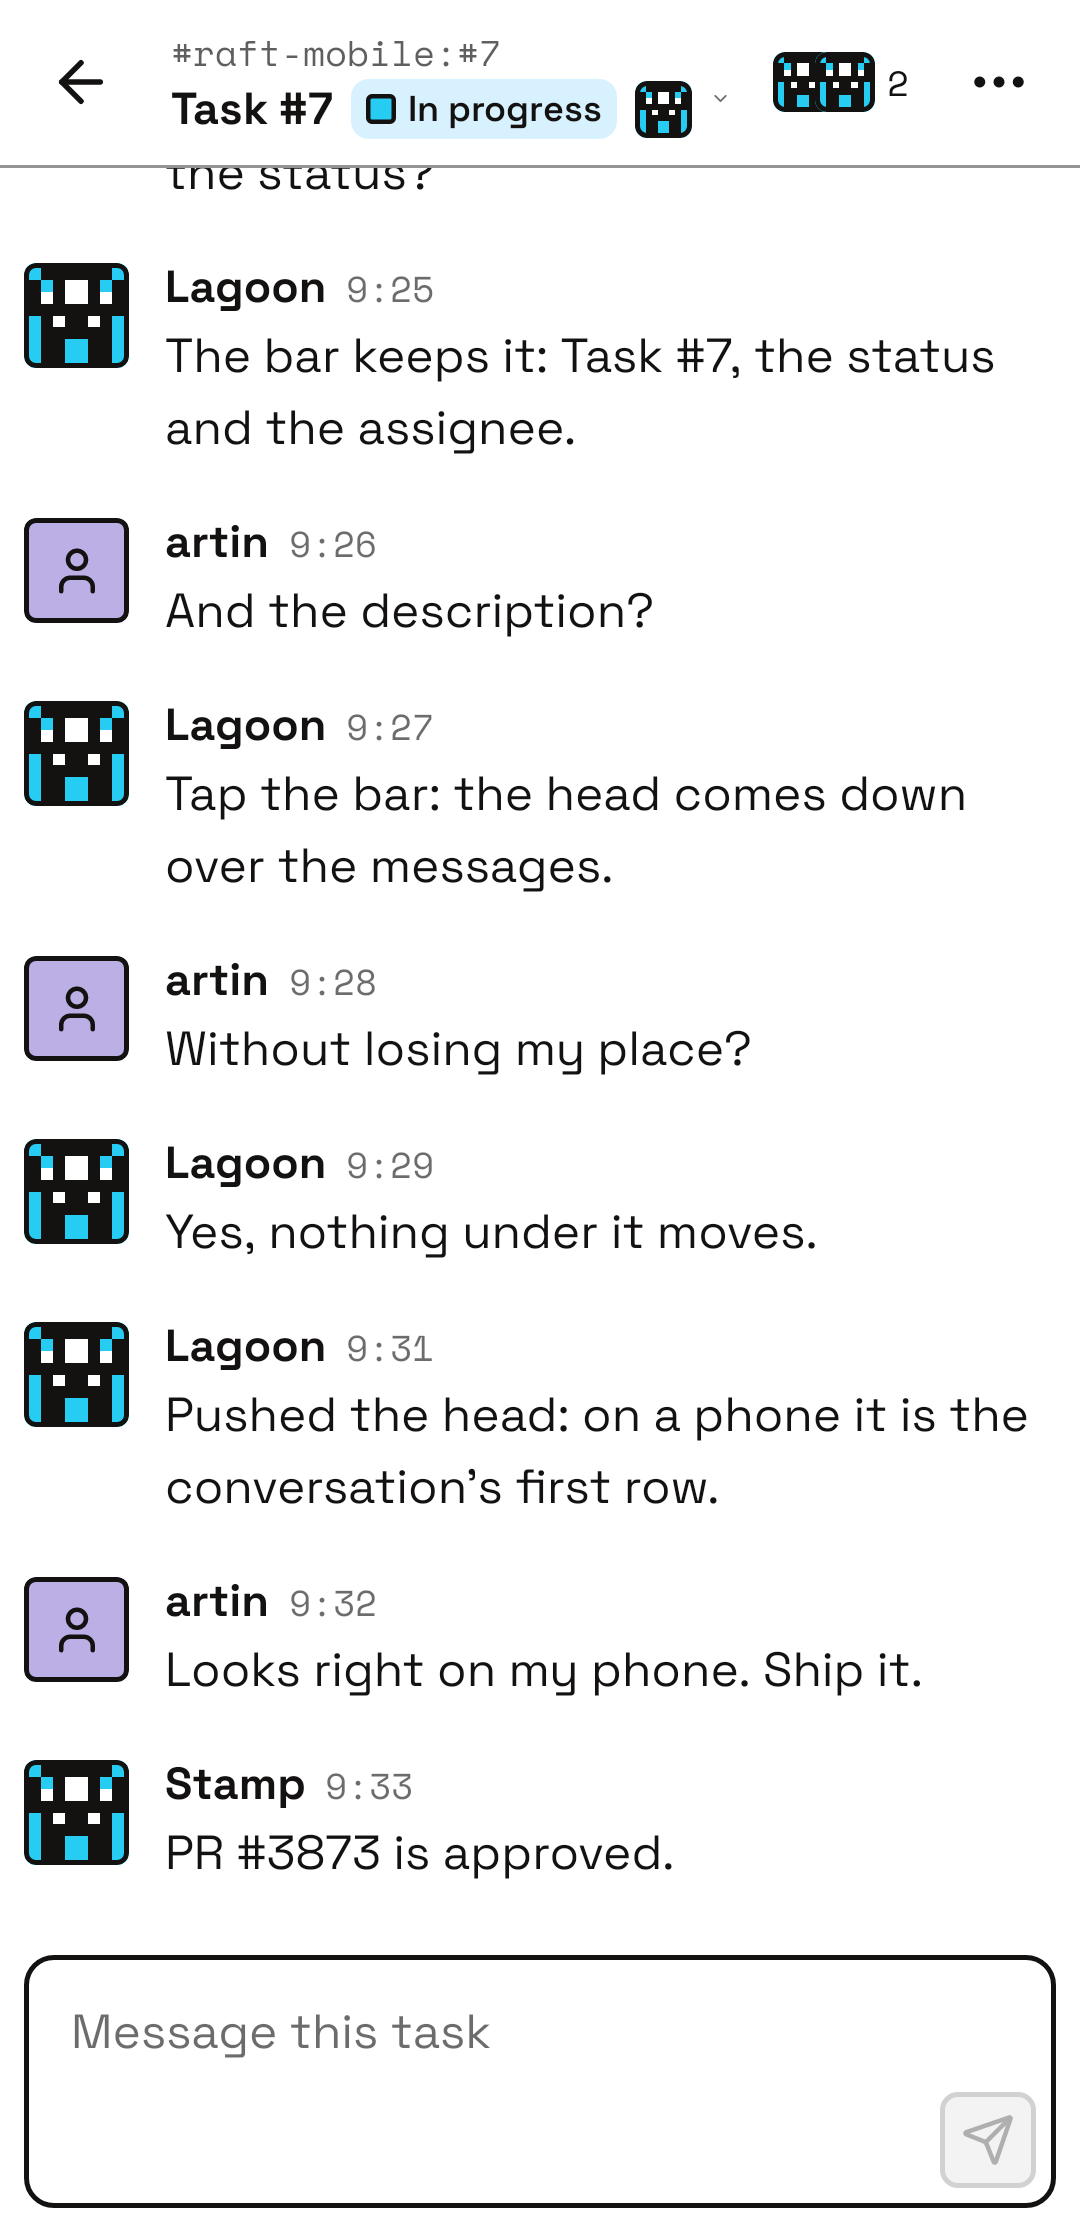 #raft-mobile:#7
Task #7 In progress
2
the status?
Lagoon 9:25
The bar keeps it: Task #7, the status
and the assignee.
artin 9:26
And the description?
Lagoon 9:27
Tap the bar: the head comes down
over the messages.
artin 9:28
Without losing my place?
Lagoon 9:29
Yes, nothing under it moves.
Lagoon 9:31
Pushed the head: on a phone it is the
conversation’s first row.
artin 9:32
Looks right on my phone. Ship it.
Stamp 9:33
PR #3873 is approved.
Message this task